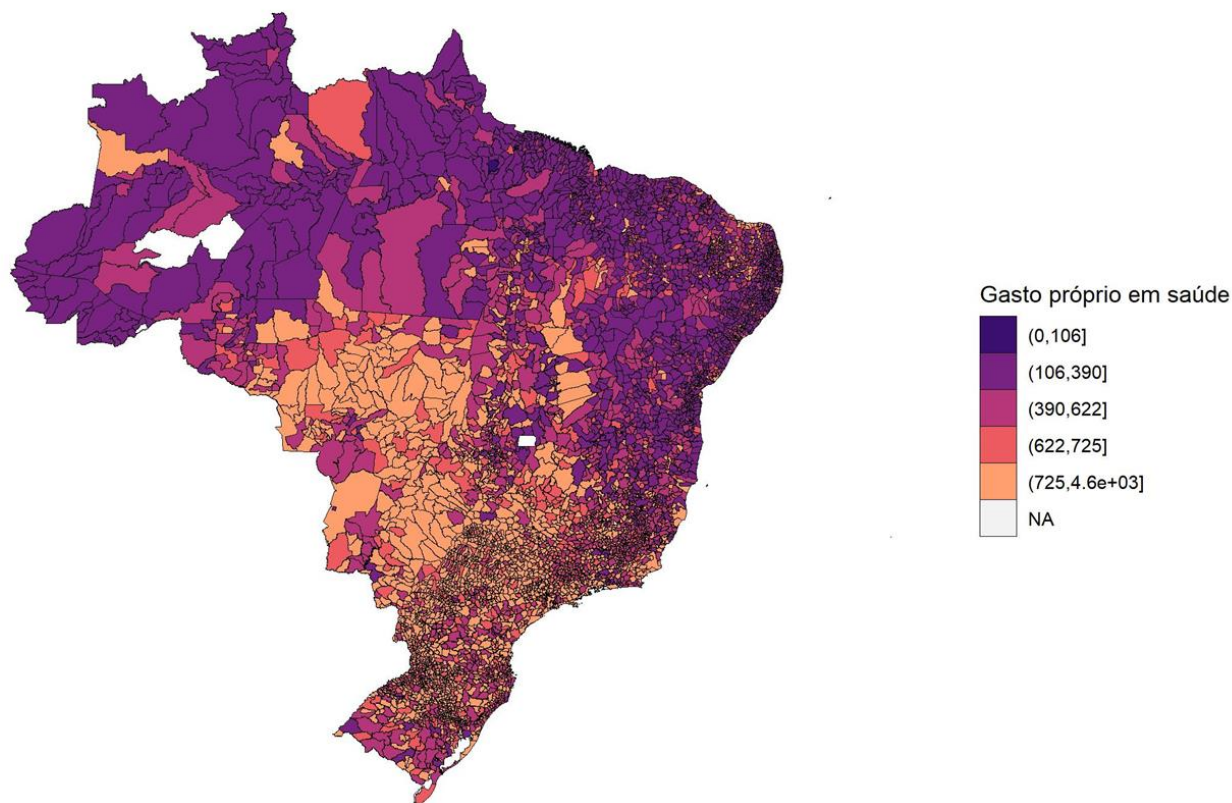 Gasto próprio em saúde
(0,106]
(106,390]
(390,622]
(622,725]
(725,4.6e+03]
NA